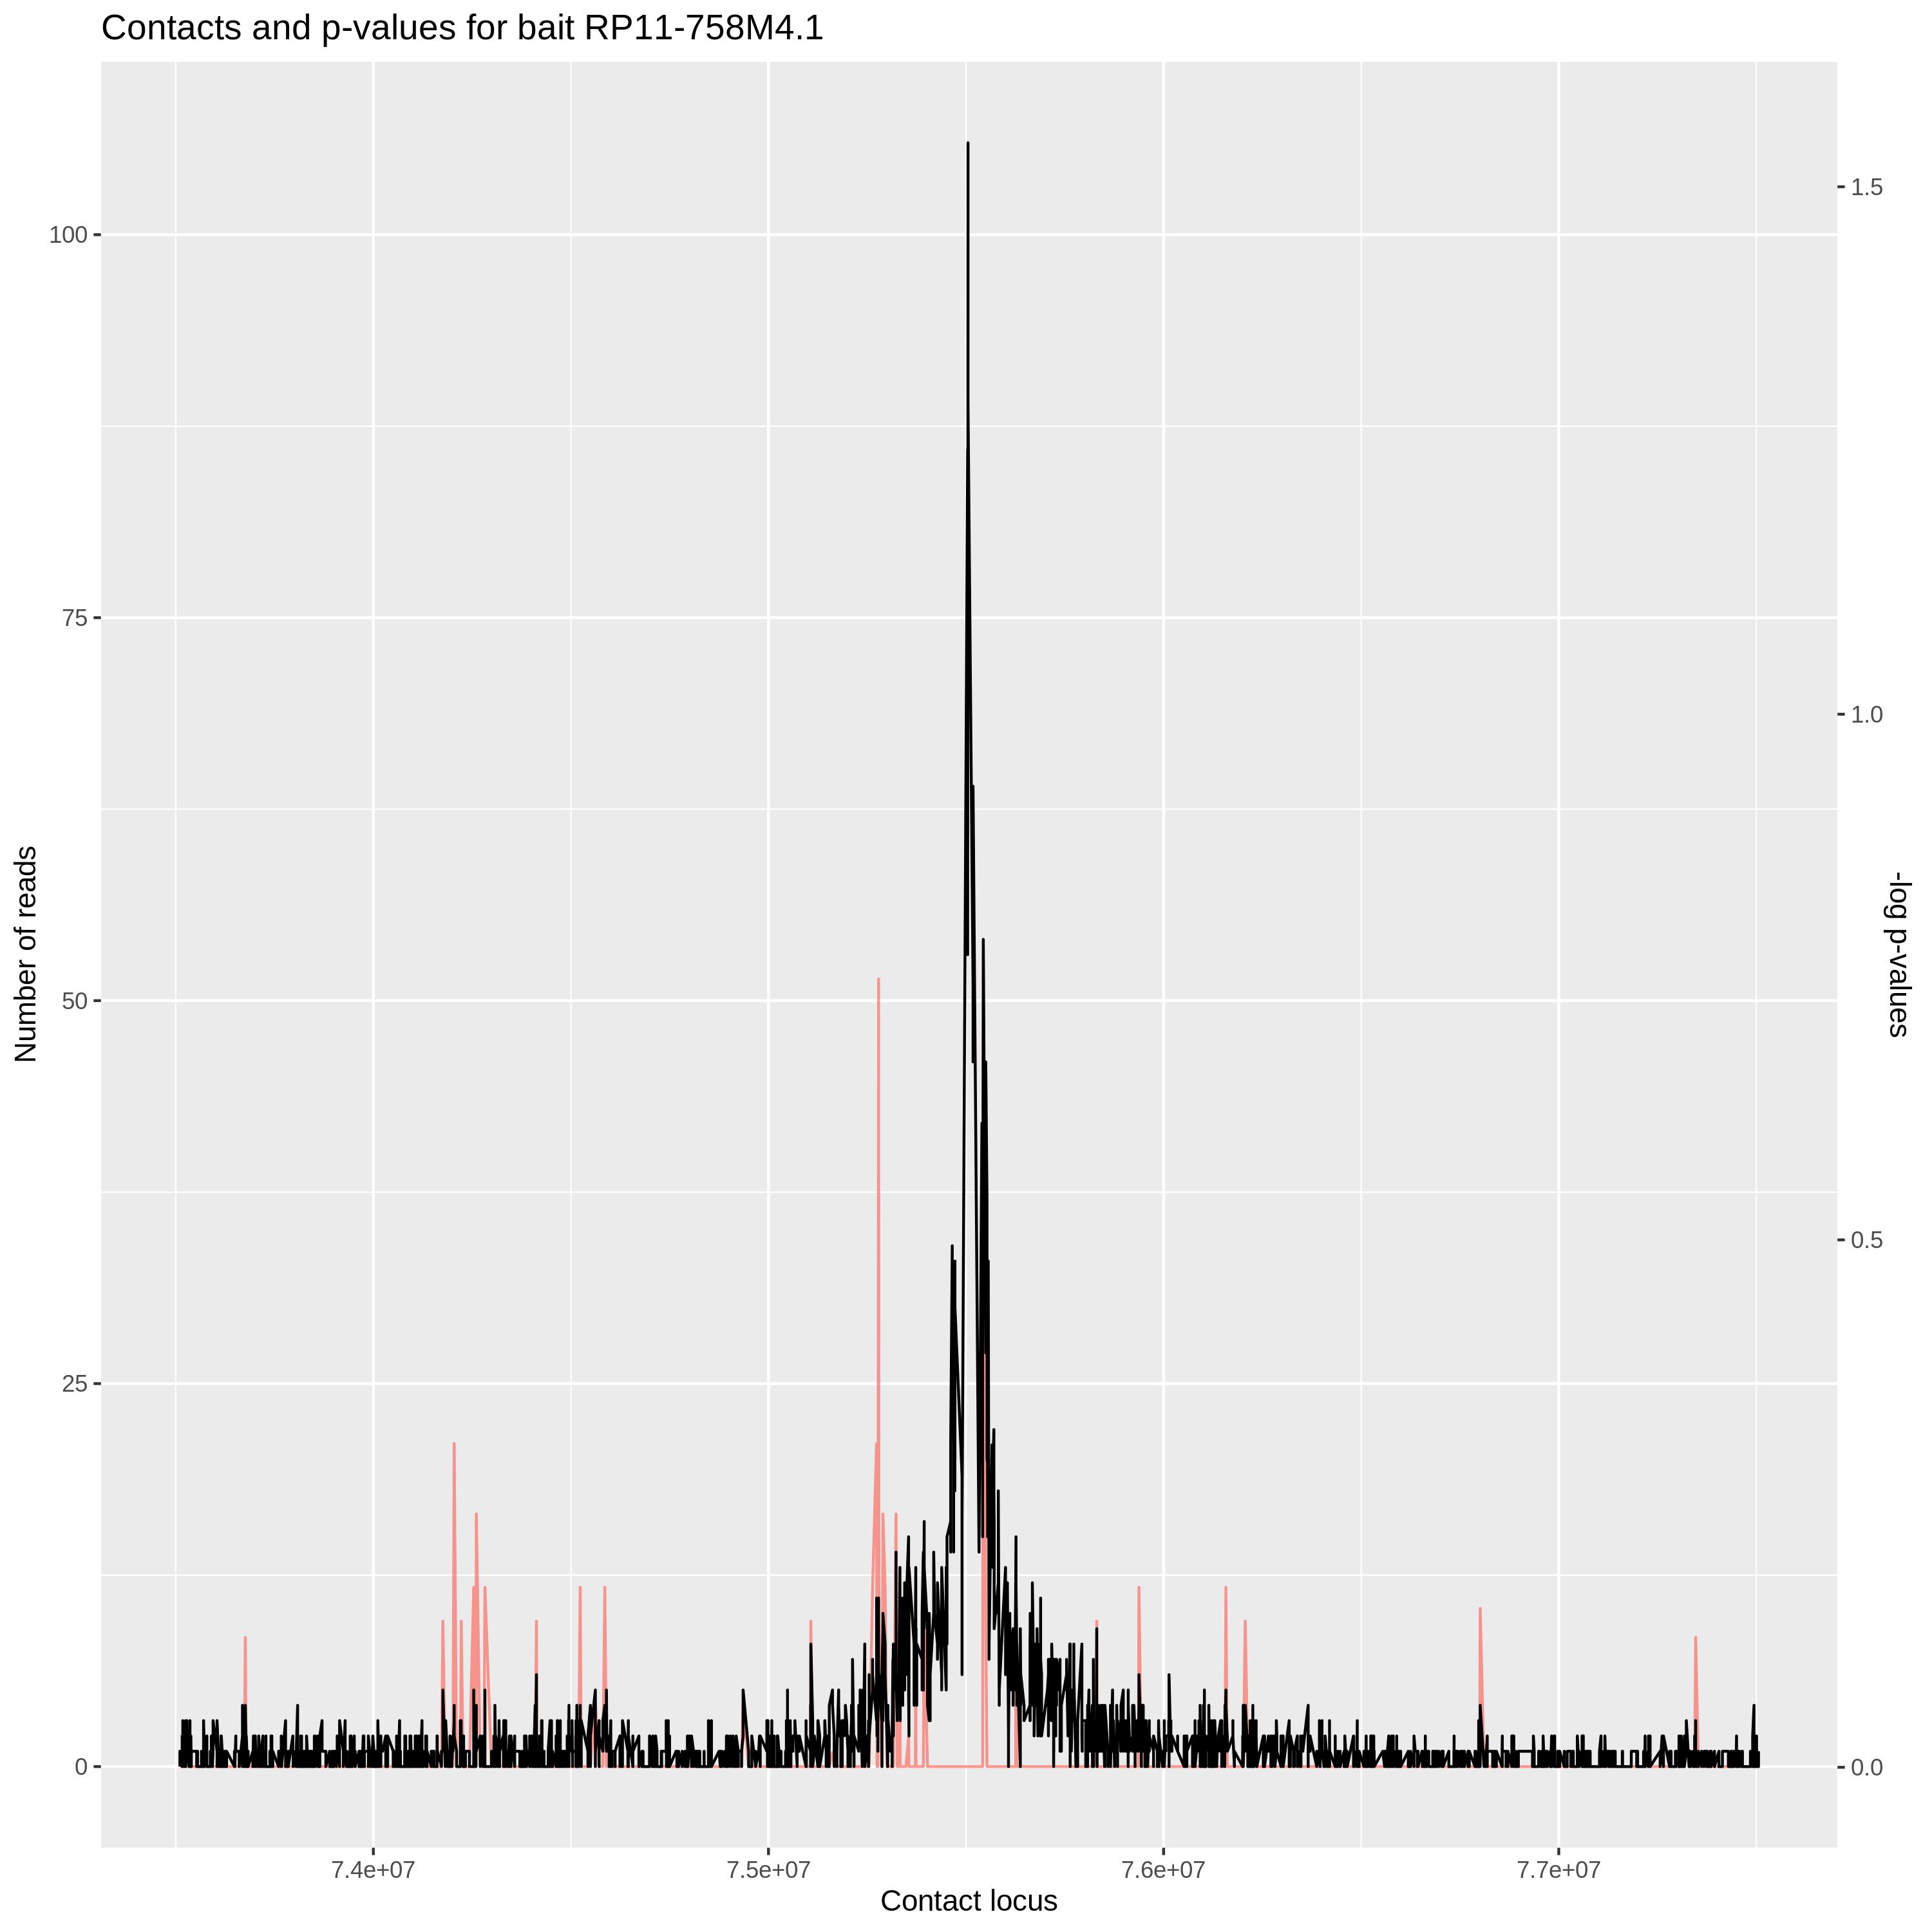 Contacts and p-values for bait RP11-758M4.1
100
75
50
25
0
Number of reads
1.5
1.0
0.5
0.0
-log p-values
7.4e+07
7.5e+07
7.6e+07
7.7e+07
Contact locus